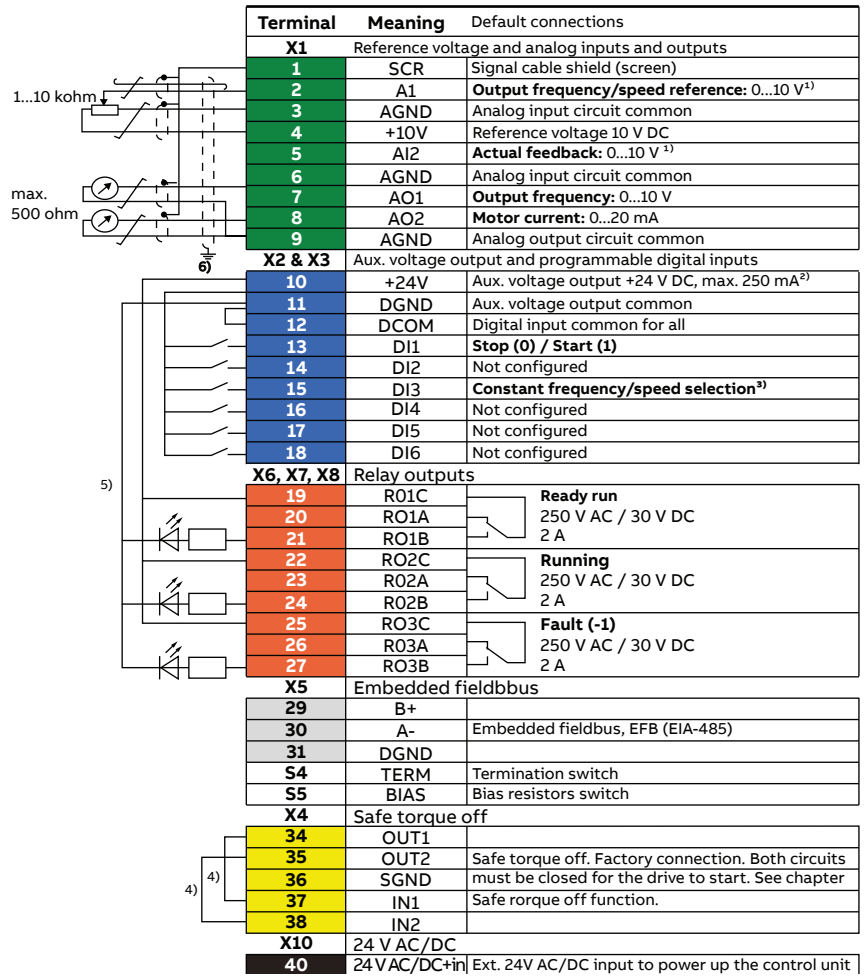 Terminal Meaning Default connections
X1 Reference voltage and analog inputs and outputs
1 SCR Signal cable shield (screen)
2 A1 Output frequency/speed reference: 0...10 V¹⁾
1...10 kohm
3 AGND Analog input circuit common
4 +10V Reference voltage 10 V DC
5 AI2 Actual feedback: 0...10 V ¹⁾
6 AGND Analog input circuit common
max.
500 ohm
7 AO1 Output frequency: 0...10 V
8 AO2 Motor current: 0...20 mA
9 AGND Analog output circuit common
6)
X2 & X3 Aux. voltage output and programmable digital inputs
10 +24V Aux. voltage output +24 V DC, max. 250 mA²⁾
11 DGND Aux. voltage output common
12 DCOM Digital input common for all
13 DI1 Stop (0) / Start (1)
14 DI2 Not configured
15 DI3 Constant frequency/speed selection³⁾
16 DI4 Not configured
17 DI5 Not configured
18 DI6 Not configured
5)
X6, X7, X8 Relay outputs
19 R01C Ready run
20 RO1A 250 V AC / 30 V DC
21 RO1B 2 A
22 RO2C Running
23 R02A 250 V AC / 30 V DC
24 R02B 2 A
25 RO3C Fault (-1)
26 R03A 250 V AC / 30 V DC
27 RO3B 2 A
X5 Embedded fieldbbus
29 B+
30 A- Embedded fieldbus, EFB (EIA-485)
31 DGND
S4 TERM Termination switch
S5 BIAS Bias resistors switch
X4 Safe torque off
34 OUT1
35 OUT2 Safe torque off. Factory connection. Both circuits
36 SGND must be closed for the drive to start. See chapter
37 IN1 Safe rorque off function.
38 IN2
4)
4)
X10 24 V AC/DC
40 24 V AC/DC+in Ext. 24V AC/DC input to power up the control unit